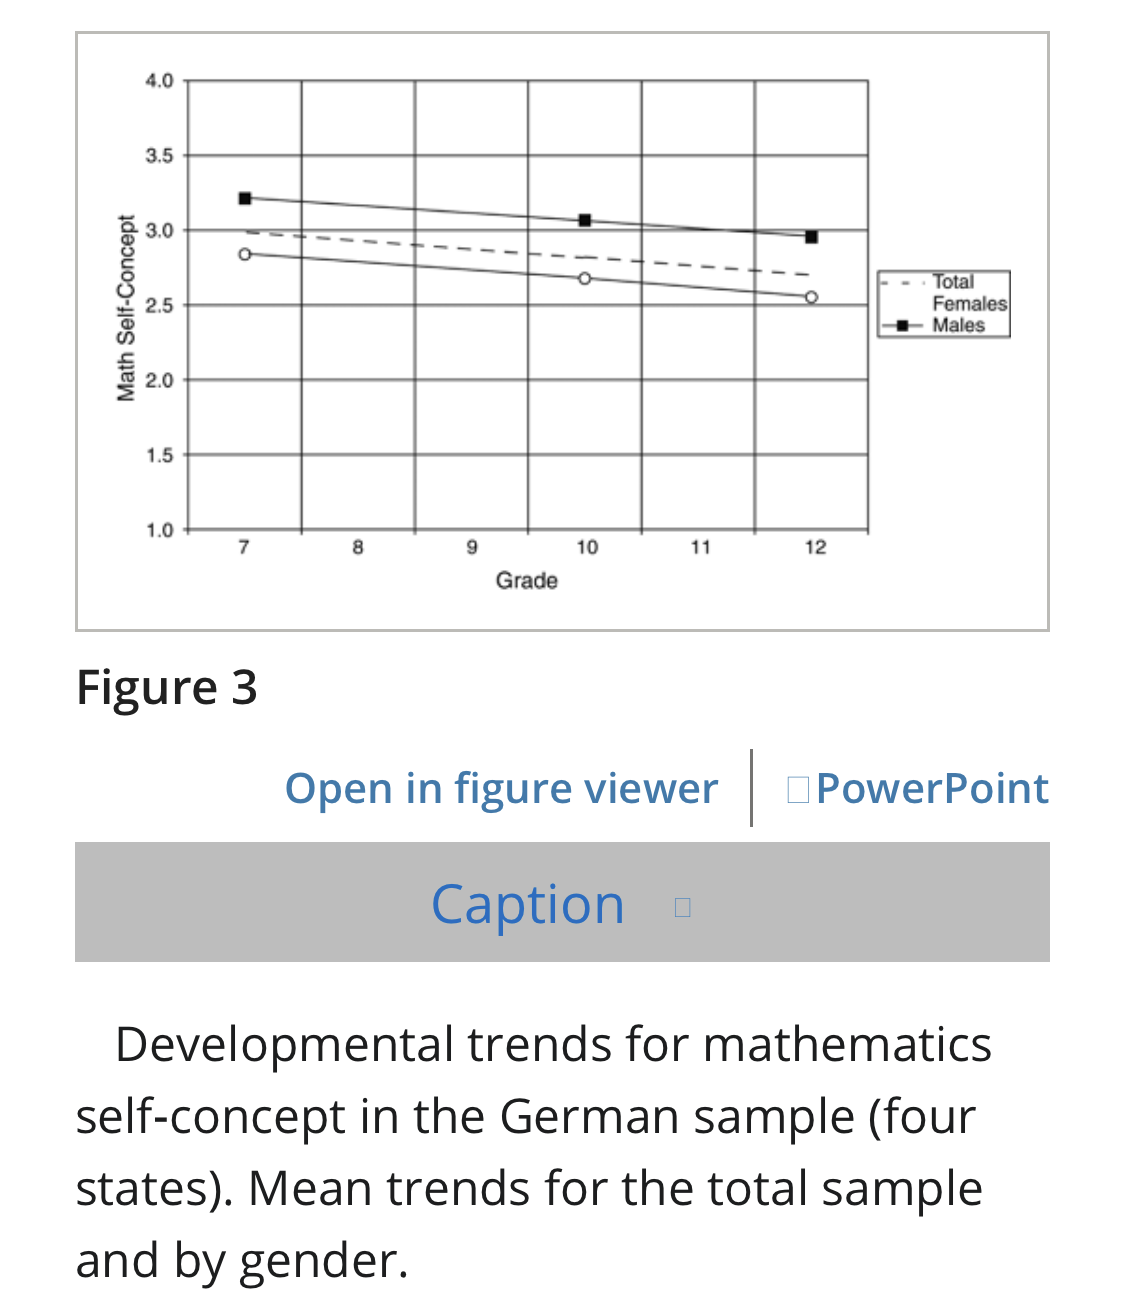 4.0
3.5
3.0
2.5
2.0
1.5
1.0
Math Self-Concept
7 8 9 10 11 12
Grade
Total
Females
Males
Figure 3
Open in figure viewer
PowerPoint
Caption
Developmental trends for mathematics
self-concept in the German sample (four
states). Mean trends for the total sample
and by gender.